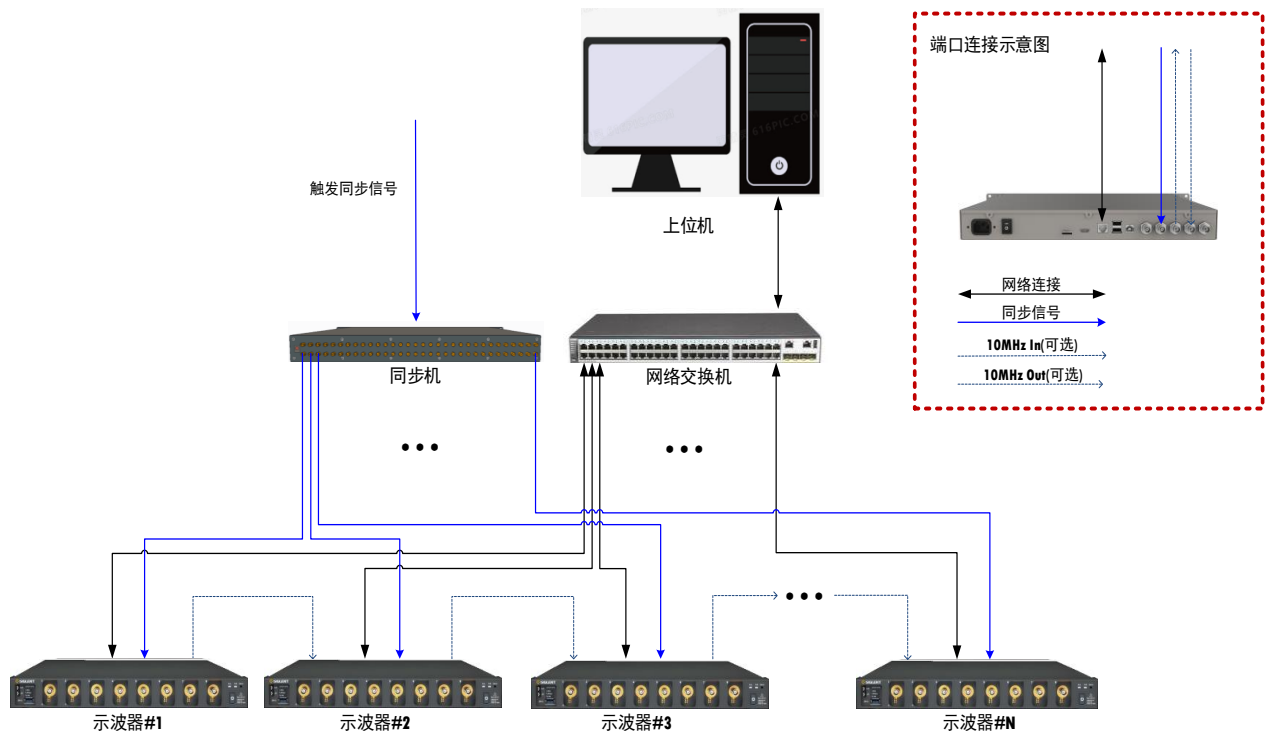 端口连接示意图
触发同步信号
上位机
网络连接
同步信号
10MHz In(可选)
10MHz Out(可选)
同步机
网络交换机
示波器#1
示波器#2
示波器#3
示波器#N